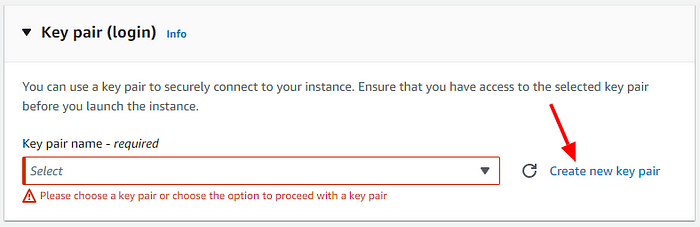 Key pair (login) Info
You can use a key pair to securely connect to your instance. Ensure that you have access to the selected key pair
before you launch the instance.
Key pair name - required
Select
Create new key pair
Please choose a key pair or choose the option to proceed with a key pair